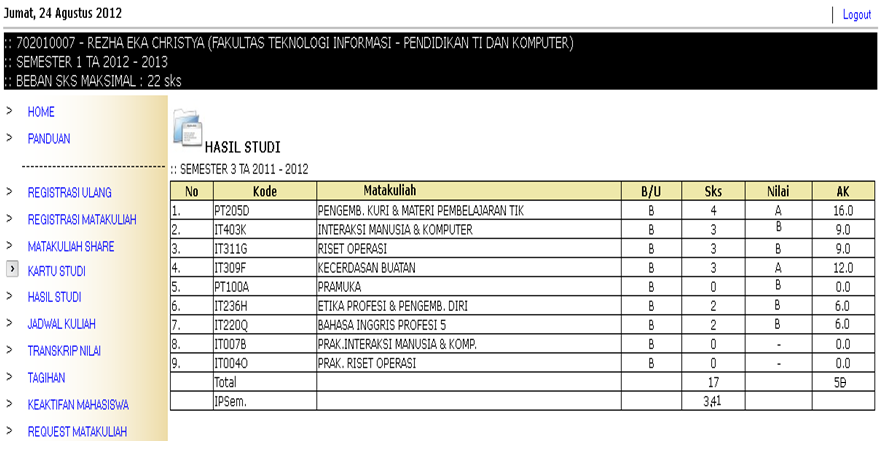 Jumat, 24 Agustus 2012
Logout
:: 702010007 - REZHA EKA CHRISTYA (FAKULTAS TEKNOLOGI INFORMASI - PENDIDIKAN TI DAN KOMPUTER)
:: SEMESTER 1 TA 2012 - 2013
:: BEBAN SKS MAKSIMAL : 22 sks
> HOME
> PANDUAN
> REGISTRASI ULANG
> REGISTRASI MATAKULIAH
> MATAKULIAH SHARE
> KARTU STUDI
> HASIL STUDI
> JADWAL KULIAH
> TRANSKRIP NILAI
> TAGIHAN
> KEAKTIFAN MAHASISWA
> REQUEST MATAKULIAH
HASIL STUDI
:: SEMESTER 3 TA 2011 - 2012
No Kode Matakuliah B/U Sks Nilai AK
1. PT205D PENGEMB. KURI & MATERI PEMBELAJARAN TIK B 4 A 16.0
2. IT403K INTERAKSI MANUSIA & KOMPUTER B 3 B 9.0
3. IT311G RISET OPERASI B 3 B 9.0
4. IT309F KECERDASAN BUATAN B 3 A 12.0
5. PT100A PRAMUKA B 0 B 0.0
6. IT236H ETIKA PROFESI & PENGEMB. DIRI B 2 B 6.0
7. IT220Q BAHASA INGGRIS PROFESI 5 B 2 B 6.0
8. IT007B PRAK.INTERAKSI MANUSIA & KOMP. B 0 - 0.0
9. IT004O PRAK. RISET OPERASI B 0 - 0.0
Total 17
IPSem. 3,41